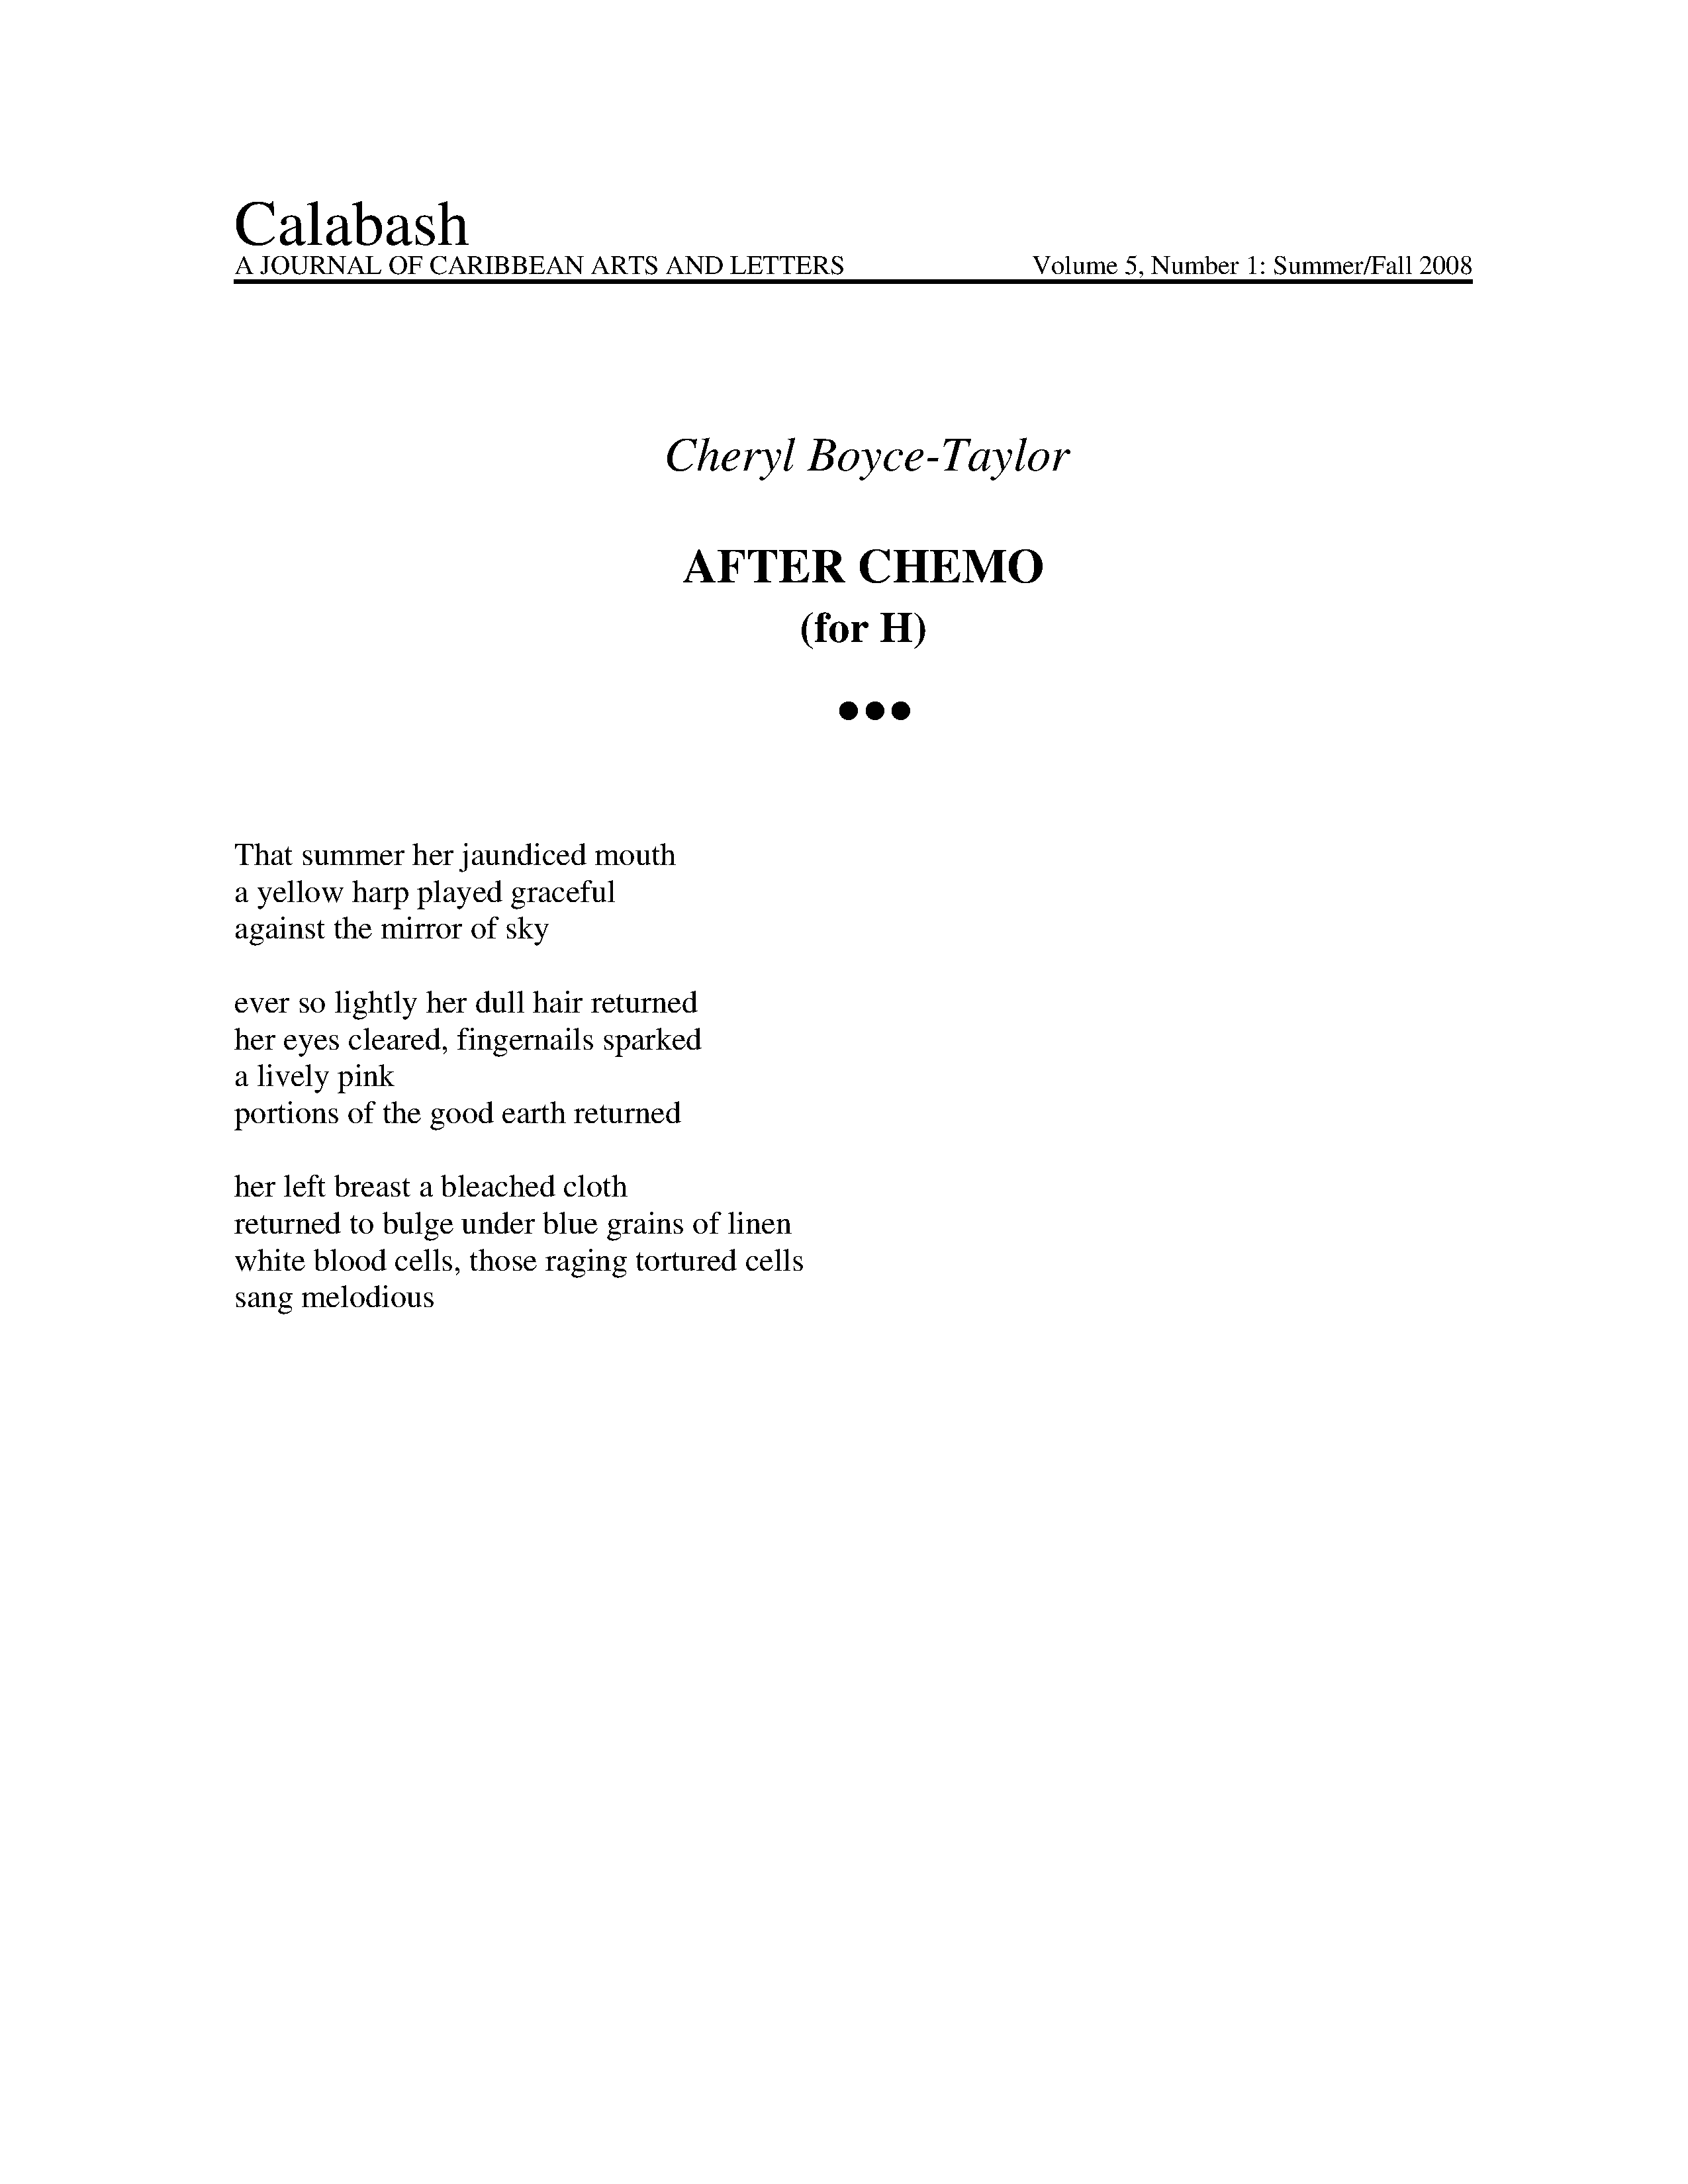 Calabash
A JOURNAL OF CARIBBEAN ARTS AND LETTERS Volume 5, Number 1: Summer/Fall 2008
Cheryl Boyce-Taylor
AFTER CHEMO
(for H)
●●●
That summer her jaundiced mouth
a yellow harp played graceful
against the mirror of sky
ever so lightly her dull hair returned
her eyes cleared, fingernails sparked
a lively pink
portions of the good earth returned
her left breast a bleached cloth
returned to bulge under blue grains of linen
white blood cells, those raging tortured cells
sang melodious